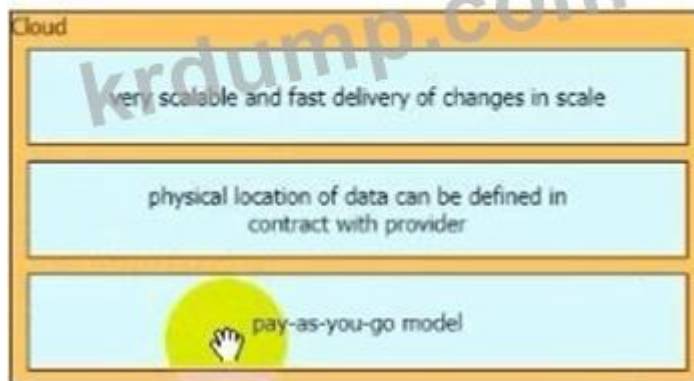 Cloud
krdump.com
very scalable and fast delivery of changes in scale
physical location of data can be defined in
contract with provider
pay-as-you-go model